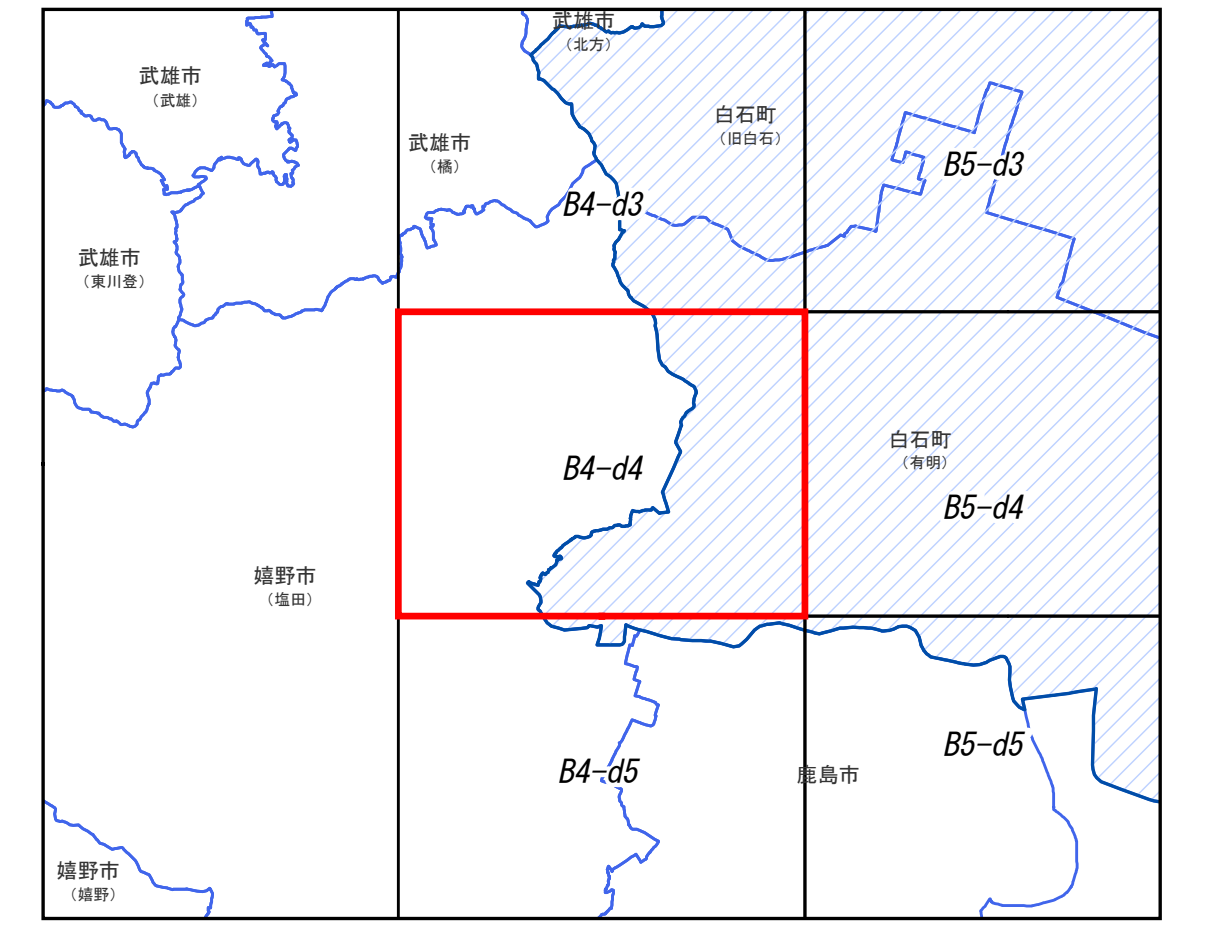 武雄市
（北方）
武雄市
（武雄）
白石町
（旧白石）
武雄市
（橘）
B5-d3
B4-d3
武雄市
（東川登）
白石町
（有明）
B4-d4
B5-d4
嬉野市
（塩田）
B5-d5
B4-d5
鹿島市
嬉野市
（嬉野）